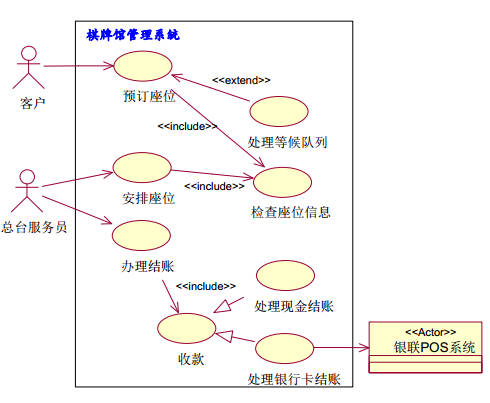 棋牌馆管理系统
<<extend>>
客户
预订座位
<<include>>
处理等候队列
<<include>>
总台服务员
安排座位
检查座位信息
办理结账
<<include>>
处理现金结账
<<Actor>>
银联POS系统
收款
处理银行卡结账